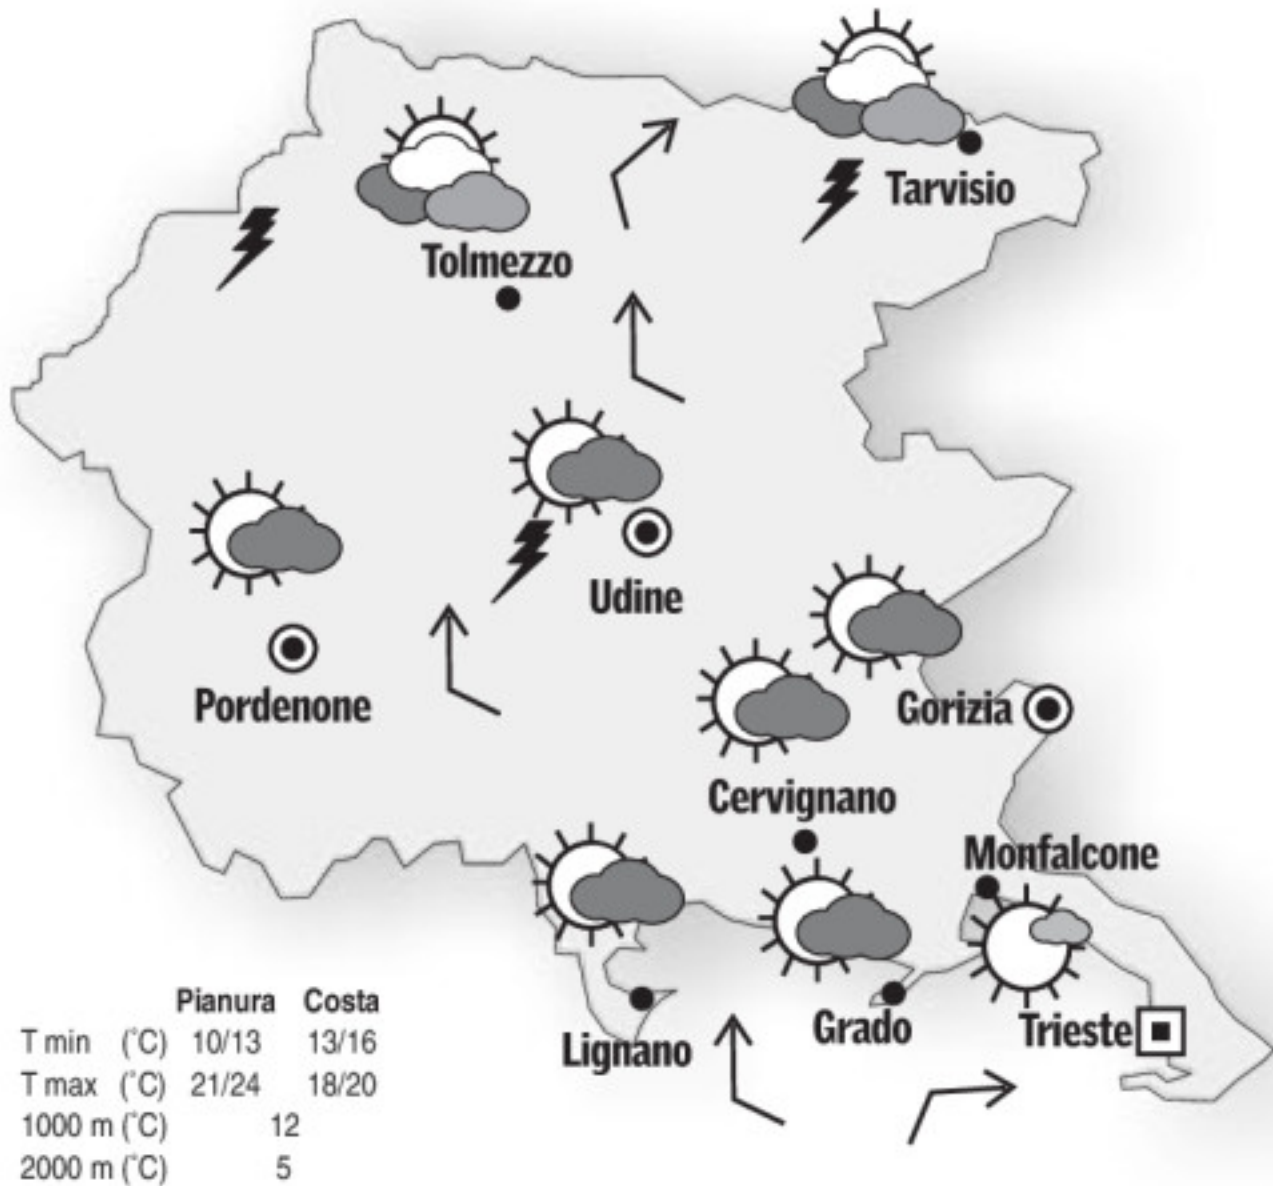 Tarvisio
Tolmezzo
Udine
Pordenone
Gorizia
Cervignano
Monfalcone
Grado
Trieste
Lignano
Pianura Costa
T min (°C) 10/13 13/16
T max (°C) 21/24 18/20
1000 m (°C) 12
2000 m (°C) 5